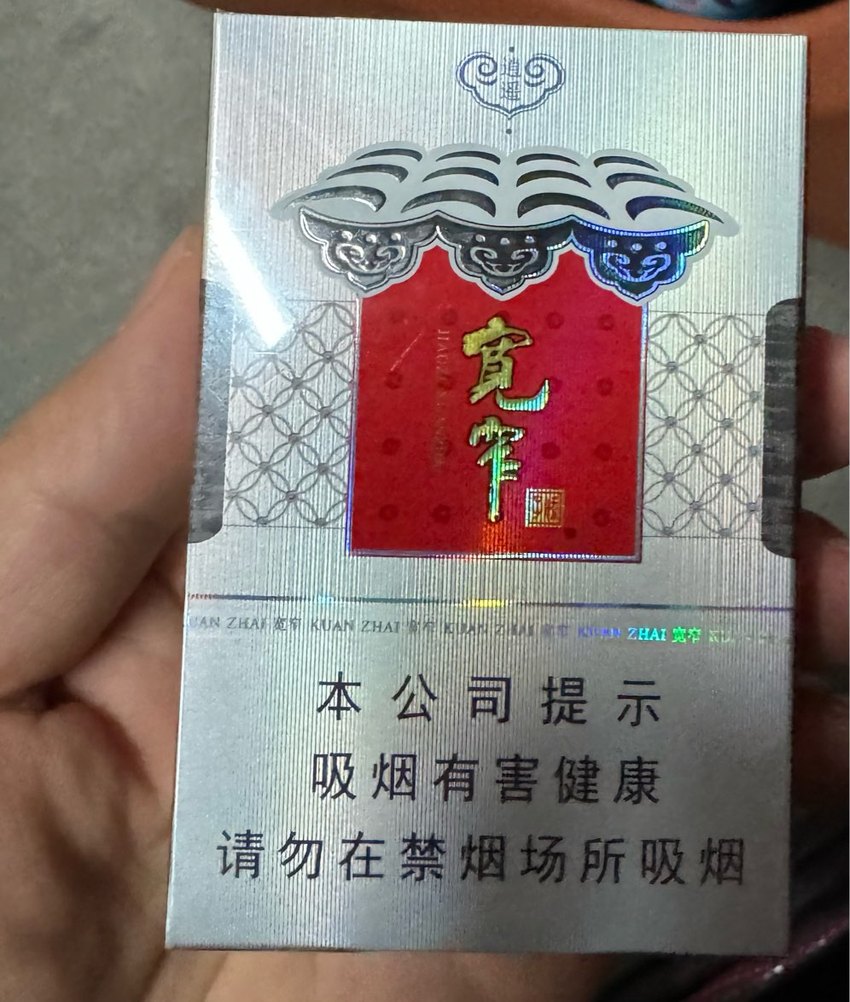 逍遥
宽窄
UAN ZHAI 宽窄 KUAN ZHAI 宽窄 KUAN ZHAI 宽窄 KUAN ZHAI 宽窄
本公司提示
吸烟有害健康
请勿在禁烟场所吸烟